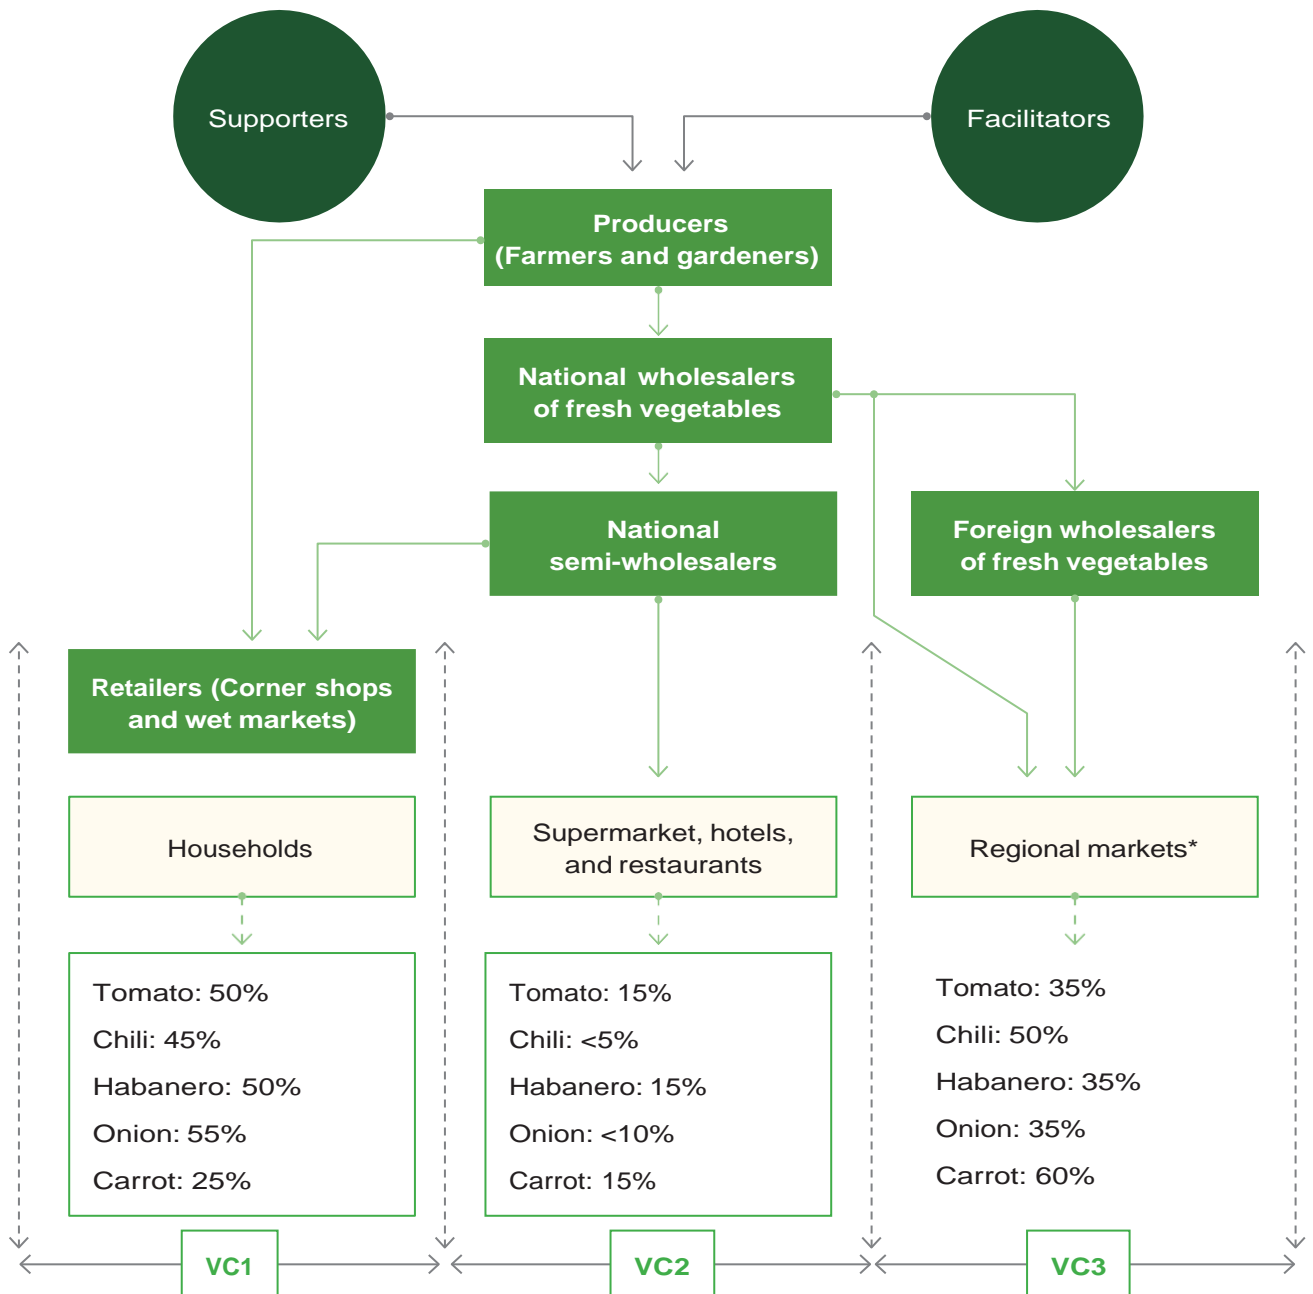 Supporters
Facilitators
Producers
(Farmers and gardeners)
National wholesalers
of fresh vegetables
National
semi-wholesalers
Foreign wholesalers
of fresh vegetables
Retailers (Corner shops
and wet markets)
Households
Supermarket, hotels,
and restaurants
Regional markets*
Tomato: 50%
Chili: 45%
Habanero: 50%
Onion: 55%
Carrot: 25%
Tomato: 15%
Chili: <5%
Habanero: 15%
Onion: <10%
Carrot: 15%
Tomato: 35%
Chili: 50%
Habanero: 35%
Onion: 35%
Carrot: 60%
VC1
VC2
VC3